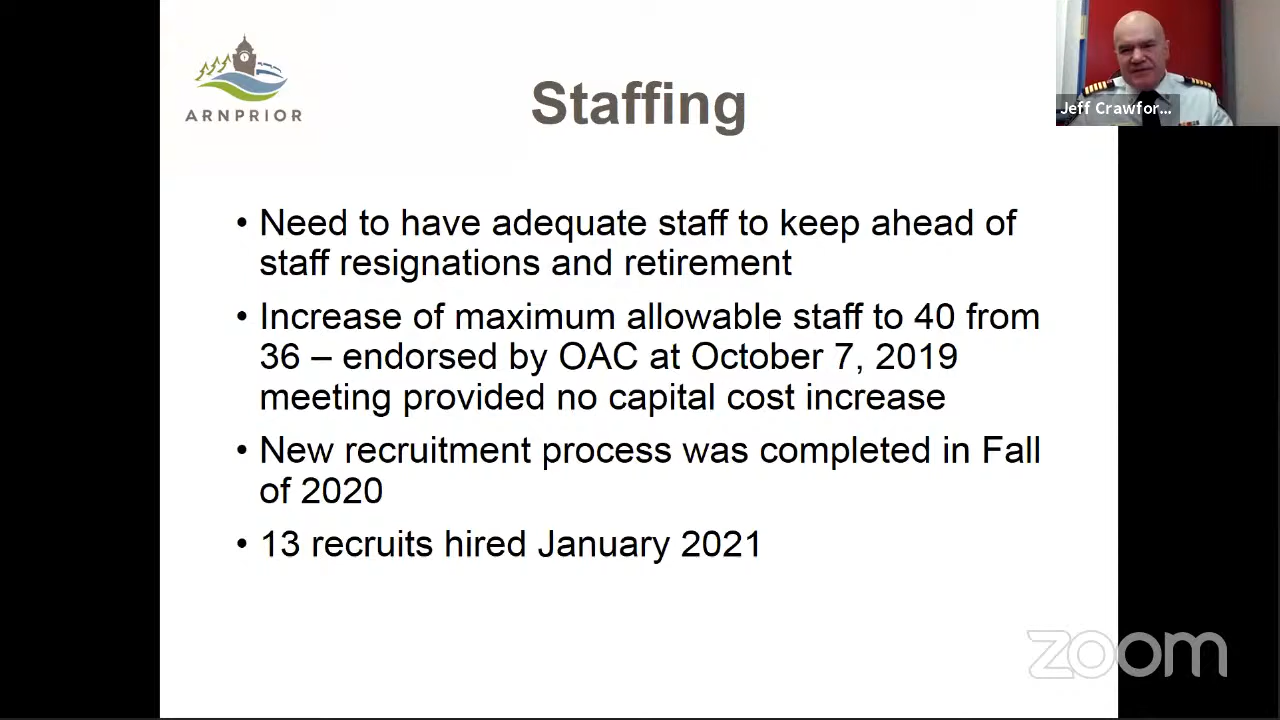 ARNPRIOR
Staffing
Jeff Crawfor...
• Need to have adequate staff to keep ahead of
staff resignations and retirement
• Increase of maximum allowable staff to 40 from
36 – endorsed by OAC at October 7, 2019
meeting provided no capital cost increase
• New recruitment process was completed in Fall
of 2020
• 13 recruits hired January 2021
zoom